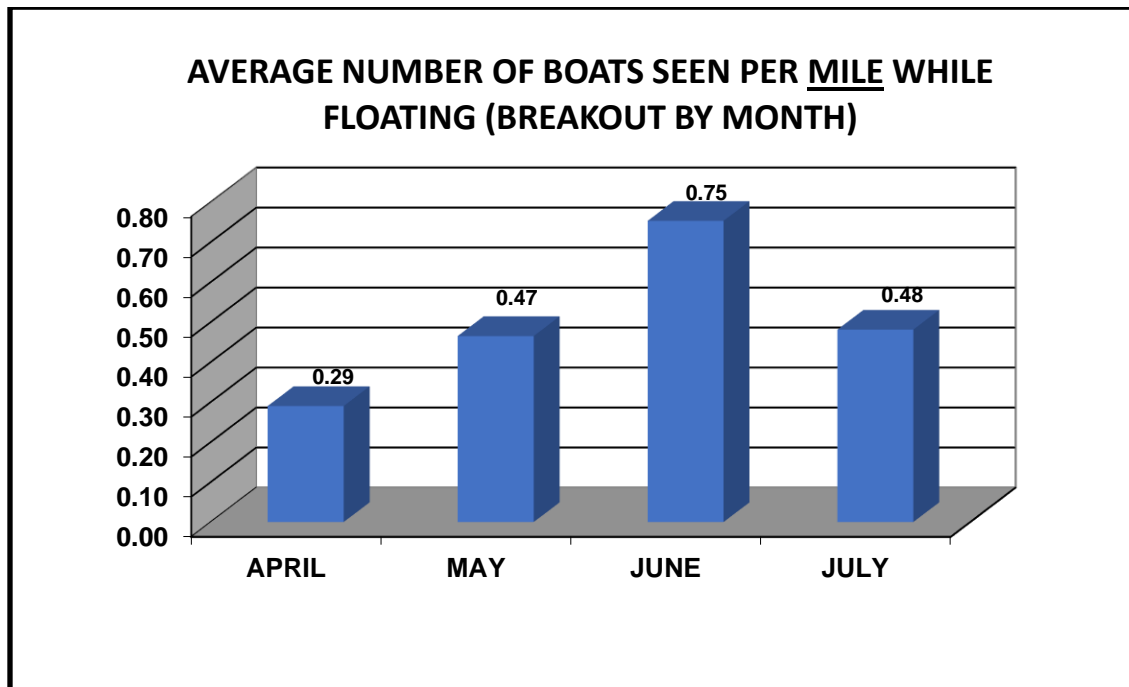 AVERAGE NUMBER OF BOATS SEEN PER MILE WHILE
FLOATING (BREAKOUT BY MONTH)
0.80
0.70
0.60
0.50
0.40
0.30
0.20
0.10
0.00
0.29
0.47
0.75
0.48
APRIL
MAY
JUNE
JULY